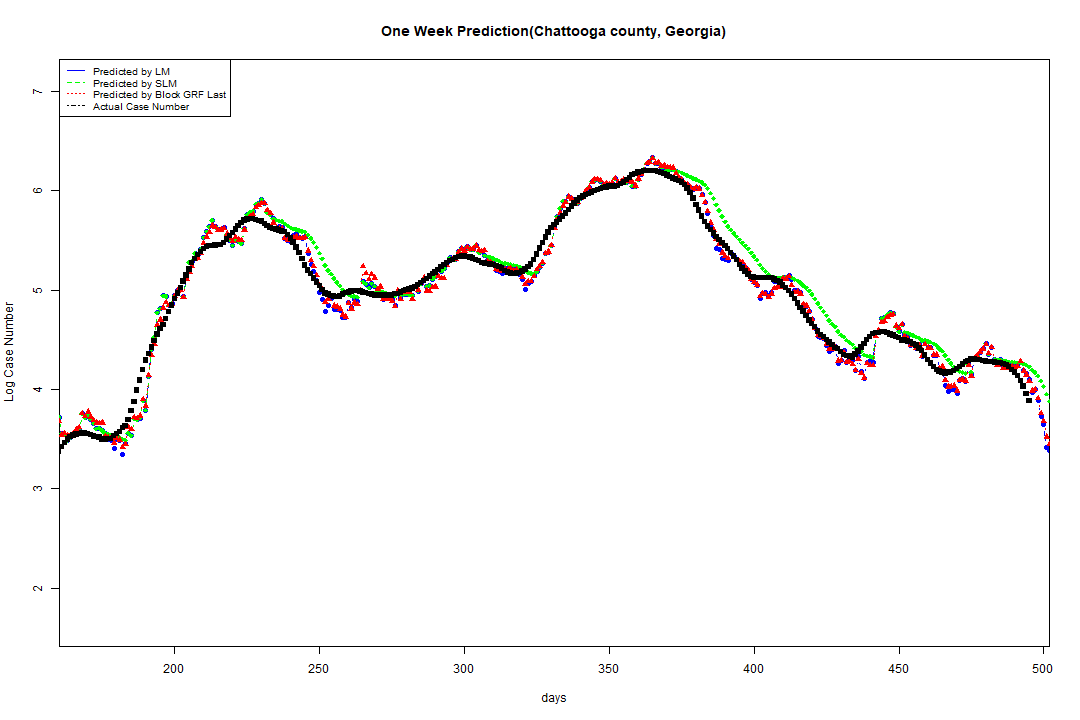 One Week Prediction(Chattooga county, Georgia)
Predicted by LM
Predicted by SLM
Predicted by Block GRF Last
Actual Case Number
7
6
5
4
3
2
Log Case Number
200 250 300 350 400 450 500
days